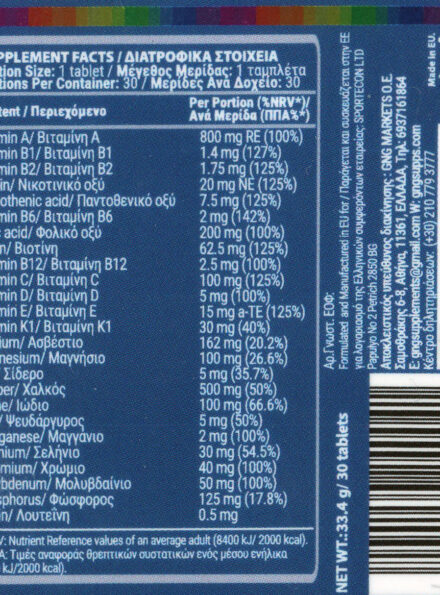 PPLEMENT FACTS / ΔΙΑΤΡΟΦΙΚΑ ΣΤΟΙΧΕΙΑ
tion Size: 1 tablet / Μέγεθος Μερίδας: 1 ταμπλέτα
tions Per Container: 30 / Μερίδες Ανά Δοχείο: 30
tent / Περιεχόμενο
Per Portion (%NRV*)/
Ανά Μερίδα (ΠΠΑ%*)
min A/ Βιταμίνη Α 800 mg RE (100%)
min B1/ Βιταμίνη B1 1.4 mg (127%)
min B2/ Βιταμίνη B2 1.75 mg (125%)
in/ Νικοτινικό οξύ 20 mg NE (125%)
othenic acid/ Παντοθενικό οξύ 7.5 mg (125%)
min B6/ Βιταμίνη B6 2 mg (142%)
acid/ Φολικό οξύ 200 mg (100%)
n/ Βιοτίνη 62.5 mg (125%)
min B12/ Βιταμίνη B12 2.5 mg (100%)
min C/ Βιταμίνη C 100 mg (125%)
min D/ Βιταμίνη D 5 mg (100%)
min E/ Βιταμίνη E 15 mg a-TE (125%)
min K1/ Βιταμίνη K1 30 mg (40%)
ium/ Ασβέστιο 162 mg (20.2%)
nesium/ Μαγνήσιο 100 mg (26.6%)
/ Σίδερο 5 mg (35.7%)
per/ Χαλκός 500 mg (50%)
ne/ Ιώδιο 100 mg (66.6%)
/ Ψευδάργυρος 5 mg (50%)
ganese/ Μαγγάνιο 2 mg (100%)
nium/ Σελήνιο 30 mg (54.5%)
mium/ Χρώμιο 40 mg (100%)
bdenum/ Μολυβδαίνιο 50 mg (100%)
sphorus/ Φώσφορος 125 mg (17.8%)
in/ Λουτεΐνη 0.5 mg
V: Nutrient Reference values of an average adult (8400 kJ/ 2000 kcal).
Α: Τιμές αναφοράς θρεπτικών συστατικών ενός μέσου ενήλικα
kJ/2000 kcal).
NET WT.:33.4 g/ 30 tablets
Αρ.Γνωστ. ΕΟΦ:
Formulated and Manufactured in EU for / Παράγεται και συσκευάζεται στην ΕΕ
για λογαριασμό της Ελληνικών συμφερόντων εταιρείας: SPORTECON LTD
Papulyo No 2 Petrich 2850 BG
Αποκλειστικός υπεύθυνος διακίνησης : GNG MARKETS O.E.
Σαμοθράκης 6-8, Αθήνα, 11361, ΕΛΛΑΔΑ, Τηλ: 6937161864
E: gngsupplements@gmail.com W: gngsupps.com
Κέντρο δηλητηριάσεων: (+30) 210 779 3777
Made in EU.